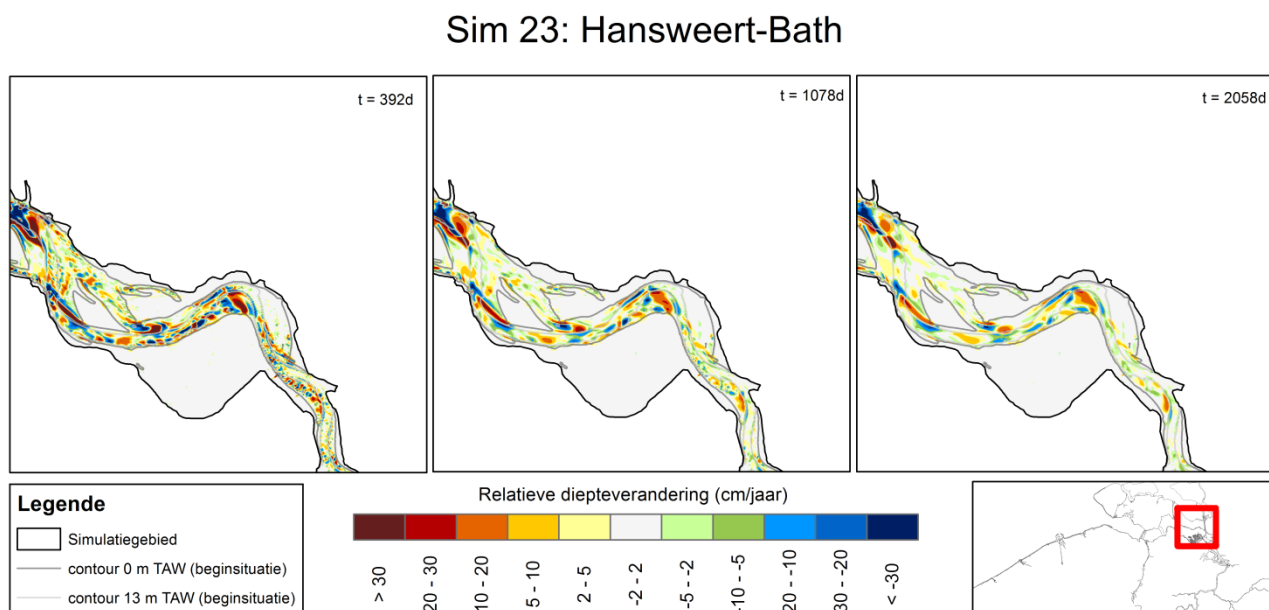 Sim 23: Hansweert-Bath
t = 392d
t = 1078d
t = 2058d
Legende
Simulatiegebied
contour 0 m TAW (beginsituatie)
contour 13 m TAW (beginsituatie)
Relatieve diepteverandering (cm/jaar)
> 30
20 - 30
10 - 20
5 - 10
2 - 5
-2 - 2
-5 - -2
-10 - -5
-20 - -10
-30 - -20
< -30